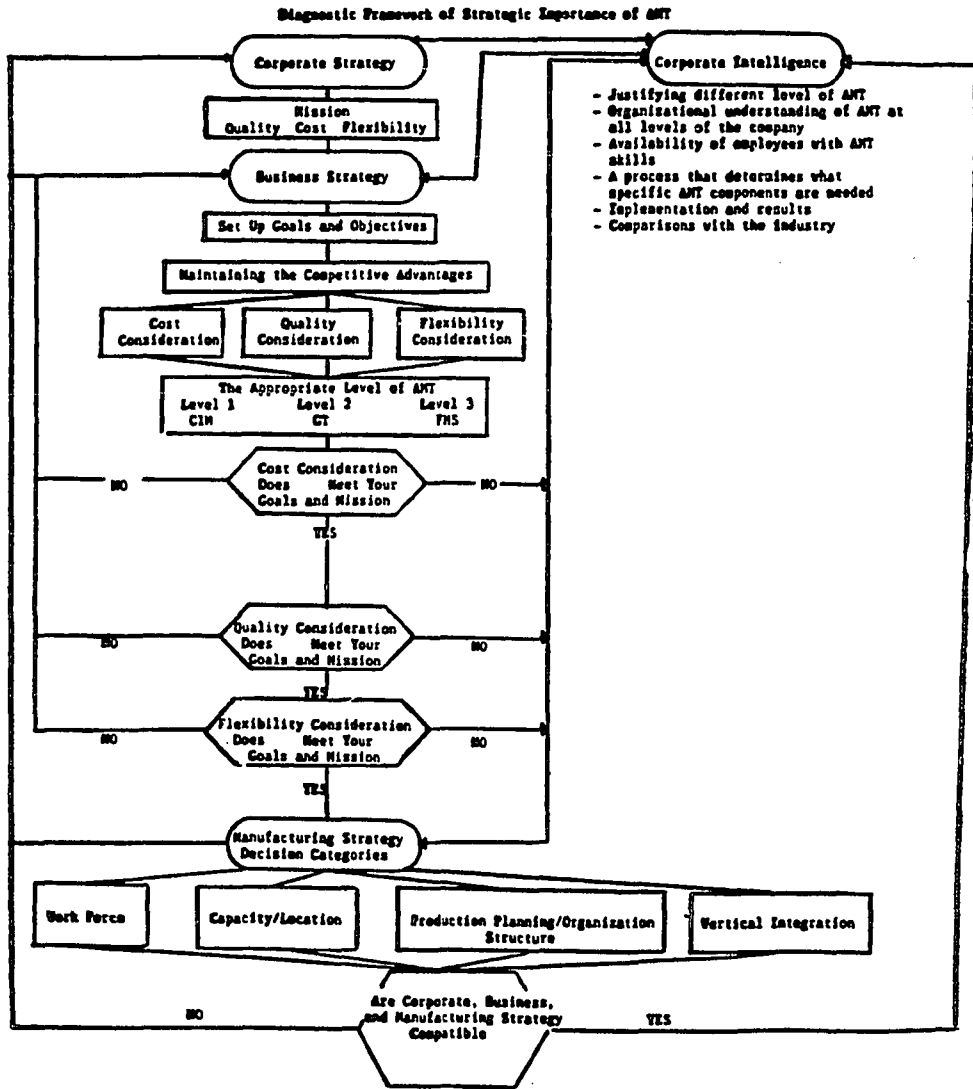 Diagnostic Framework of Strategic Importance of AMT
Corporate Strategy
Corporate Intelligence
Mission
Quality Cost Flexibility
- Justifying different level of AMT
- Organizational understanding of AMT at
all levels of the company
- Availability of employees with AMT
skills
- A process that determines what
specific AMT components are needed
- Implementation and results
- Comparisons with the industry
Business Strategy
Set Up Goals and Objectives
Maintaining the Competitive Advantages
Cost
Consideration
Quality
Consideration
Flexibility
Consideration
The Appropriate Level of AMT
Level 1 Level 2 Level 3
CIM GT FMS
Cost Consideration
Does Meet Your
Goals and Mission
NO
NO
YES
Quality Consideration
Does Meet Your
Goals and Mission
NO
NO
YES
Flexibility Consideration
Does Meet Your
Goals and Mission
NO
NO
YES
Manufacturing Strategy
Decision Categories
Work Force
Capacity/Location
Production Planning/Organization
Structure
Vertical Integration
Are Corporate, Business,
and Manufacturing Strategy
Compatible
NO
YES